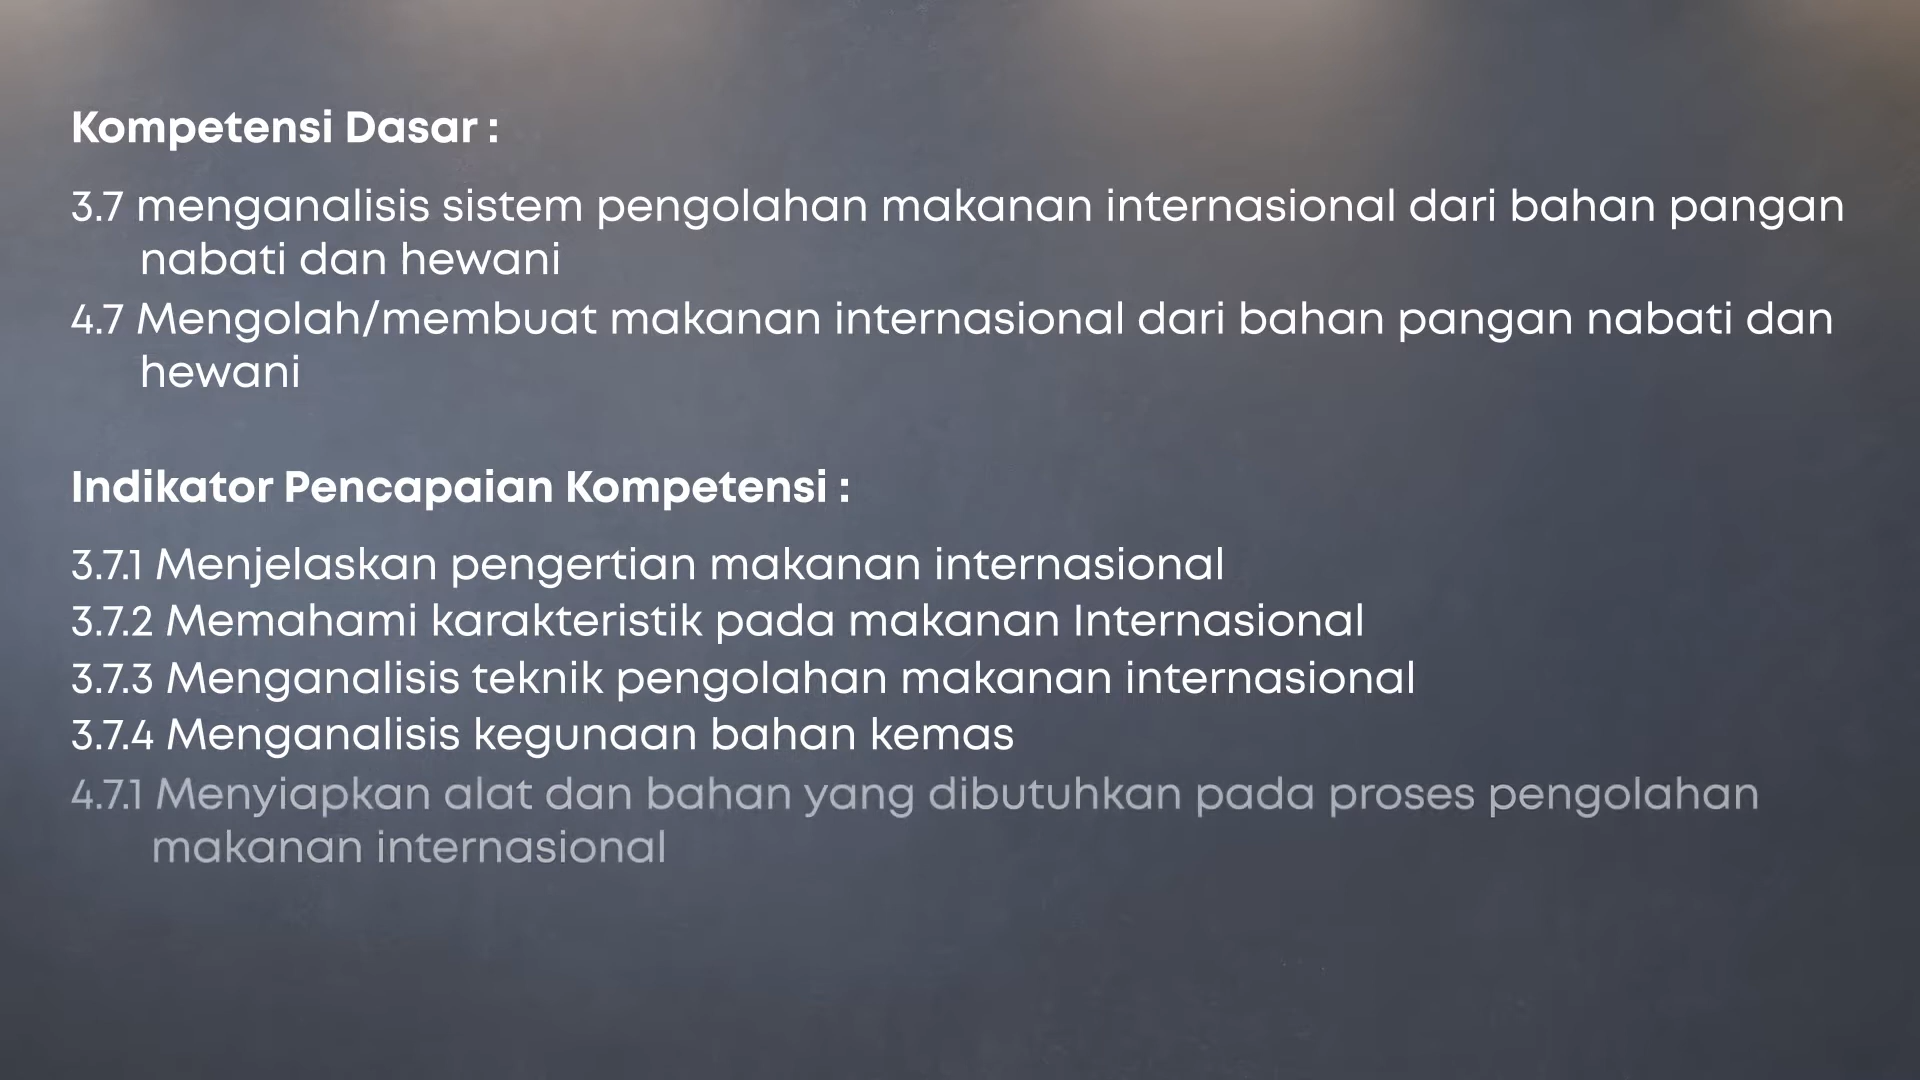 Kompetensi Dasar :
3.7 menganalisis sistem pengolahan makanan internasional dari bahan pangan
nabati dan hewani
4.7 Mengolah/membuat makanan internasional dari bahan pangan nabati dan
hewani
Indikator Pencapaian Kompetensi :
3.7.1 Menjelaskan pengertian makanan internasional
3.7.2 Memahami karakteristik pada makanan Internasional
3.7.3 Menganalisis teknik pengolahan makanan internasional
3.7.4 Menganalisis kegunaan bahan kemas
4.7.1 Menyiapkan alat dan bahan yang dibutuhkan pada proses pengolahan
makanan internasional